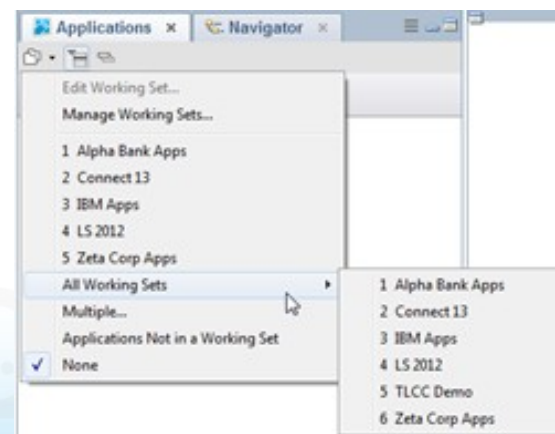 Applications
Navigator
Edit Working Set...
Manage Working Sets...
1 Alpha Bank Apps
2 Connect 13
3 IBM Apps
4 LS 2012
5 Zeta Corp Apps
All Working Sets
Multiple...
Applications Not in a Working Set
None
1 Alpha Bank Apps
2 Connect 13
3 IBM Apps
4 LS 2012
5 TLCC Demo
6 Zeta Corp Apps